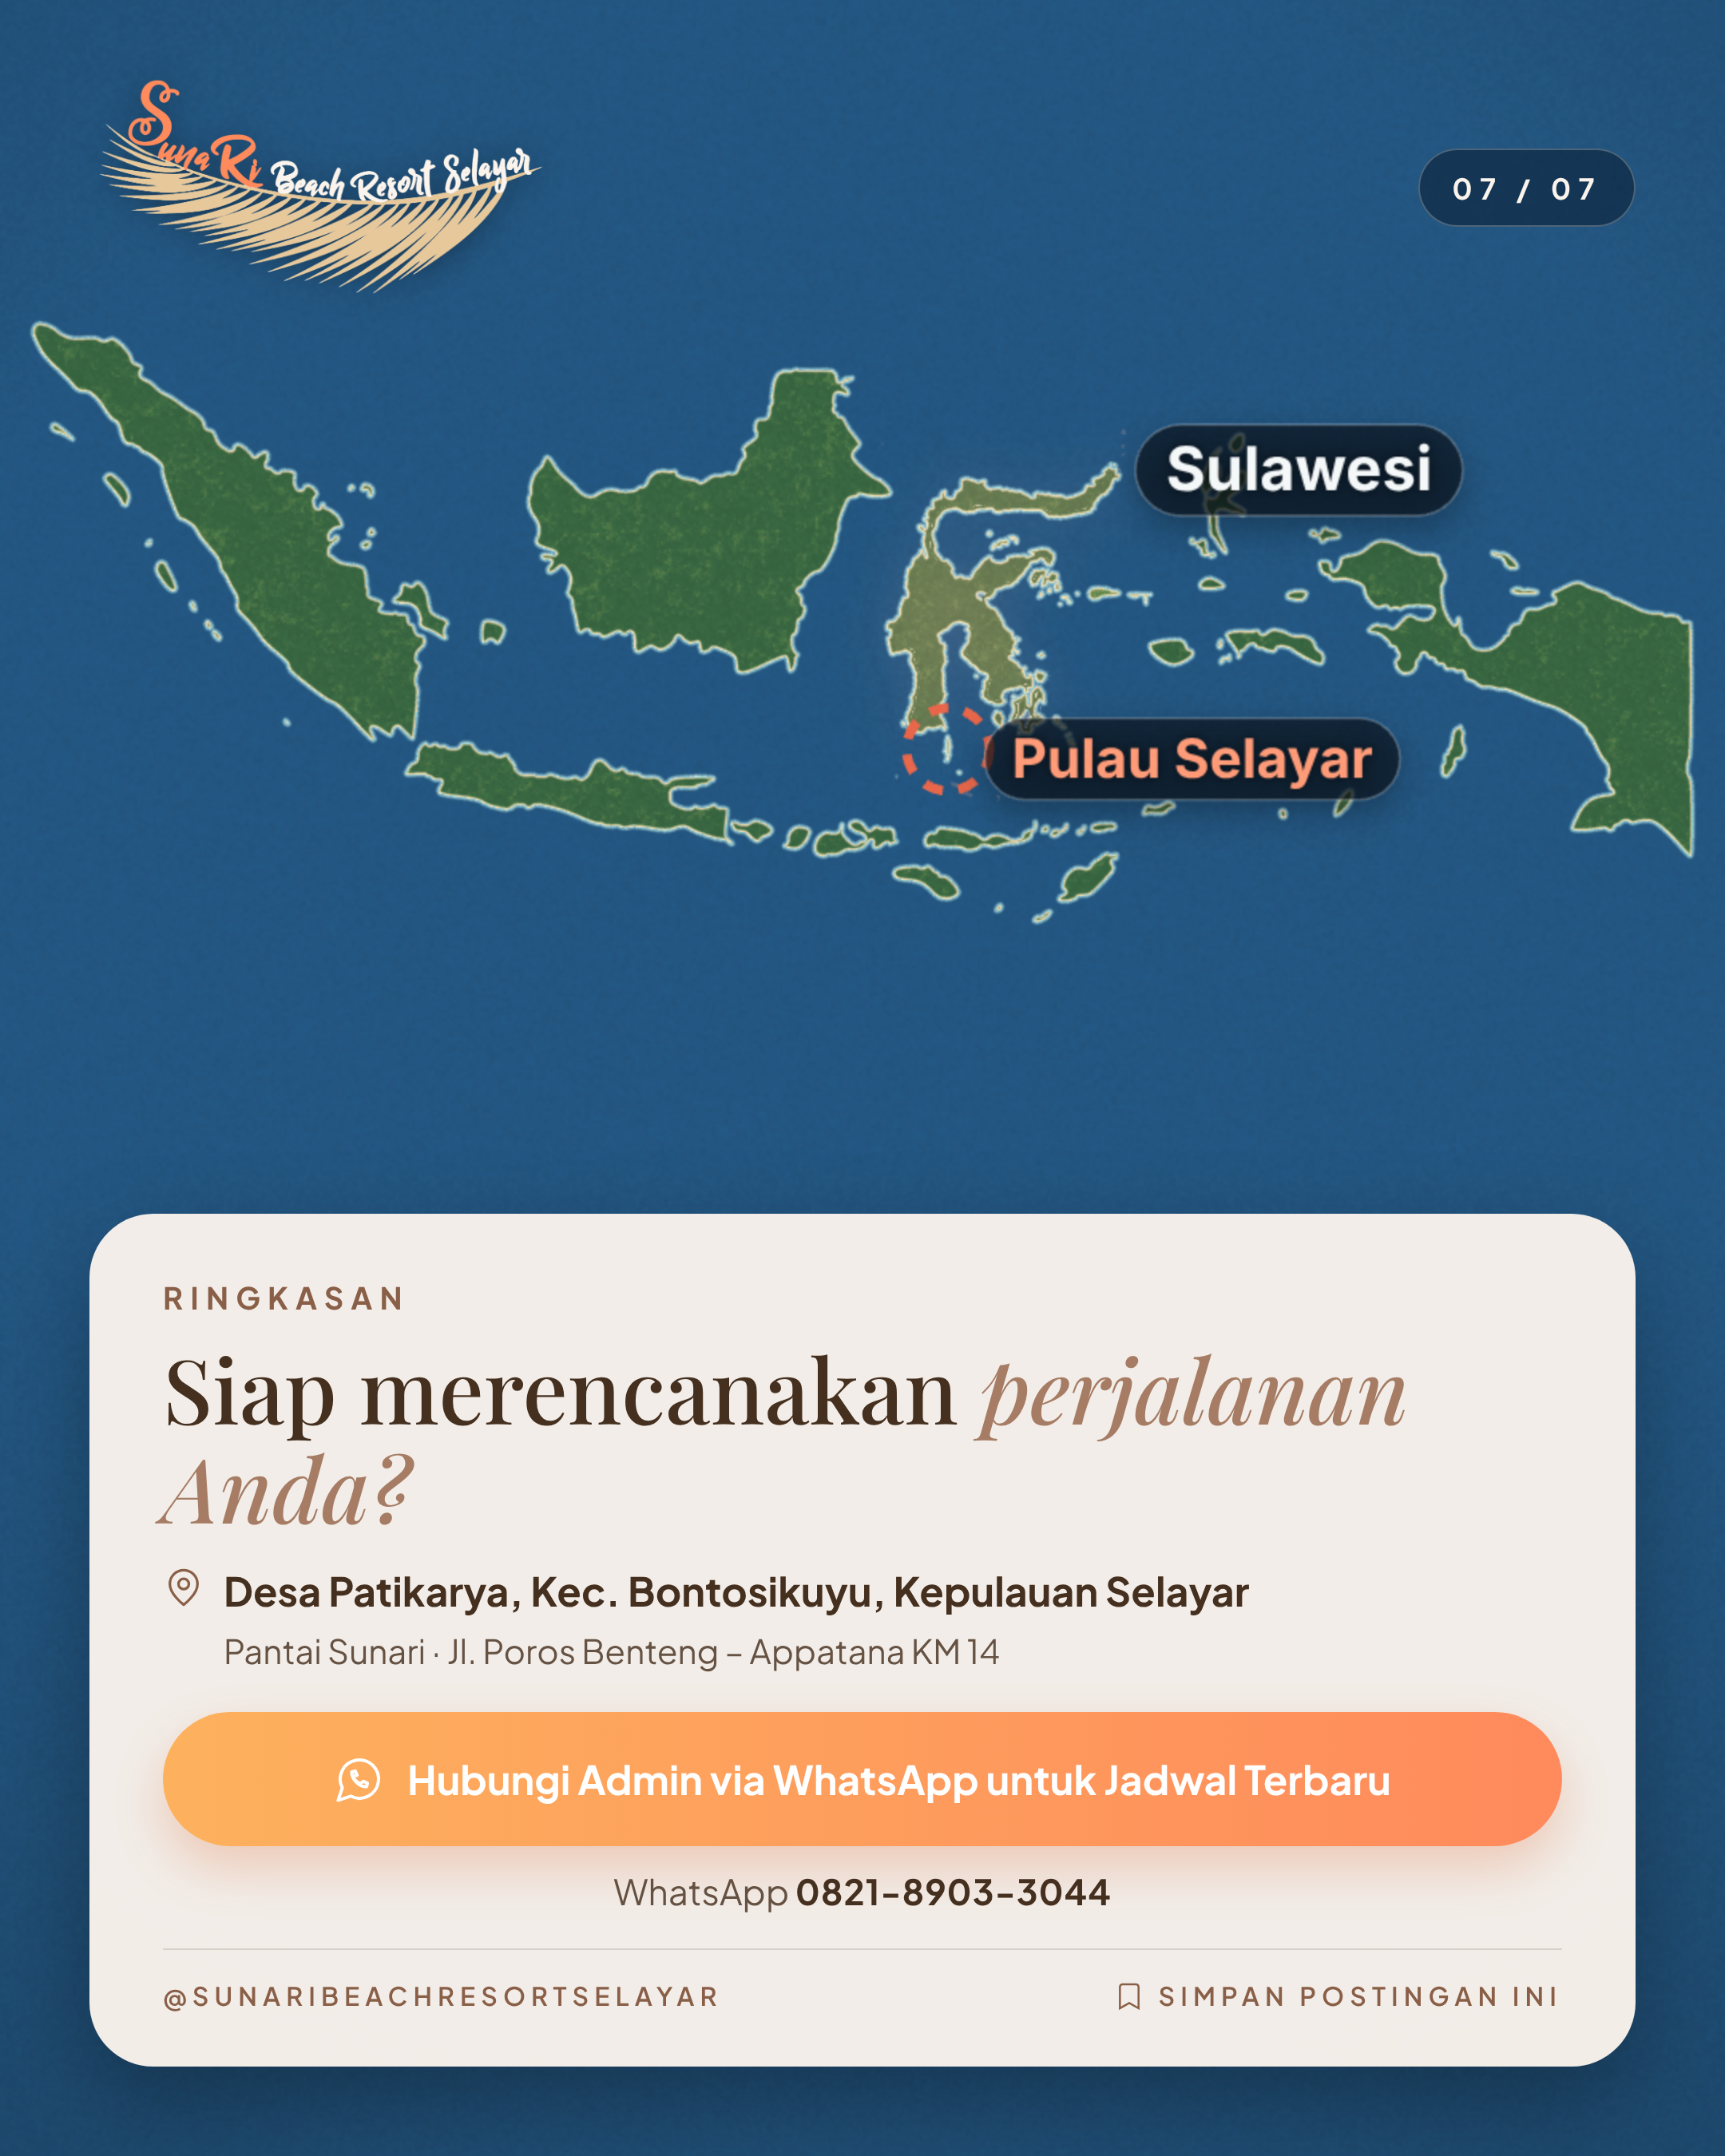 SunaRi Beach Resort Selayar
07 / 07
Sulawesi
Pulau Selayar
RINGKASAN
Siap merencanakan perjalanan
Anda?
Desa Patikarya, Kec. Bontosikuyu, Kepulauan Selayar
Pantai Sunari · Jl. Poros Benteng – Appatana KM 14
Hubungi Admin via WhatsApp untuk Jadwal Terbaru
WhatsApp 0821-8903-3044
@SUNARIBEACHRESORTSELAYAR
SIMPAN POSTINGAN INI